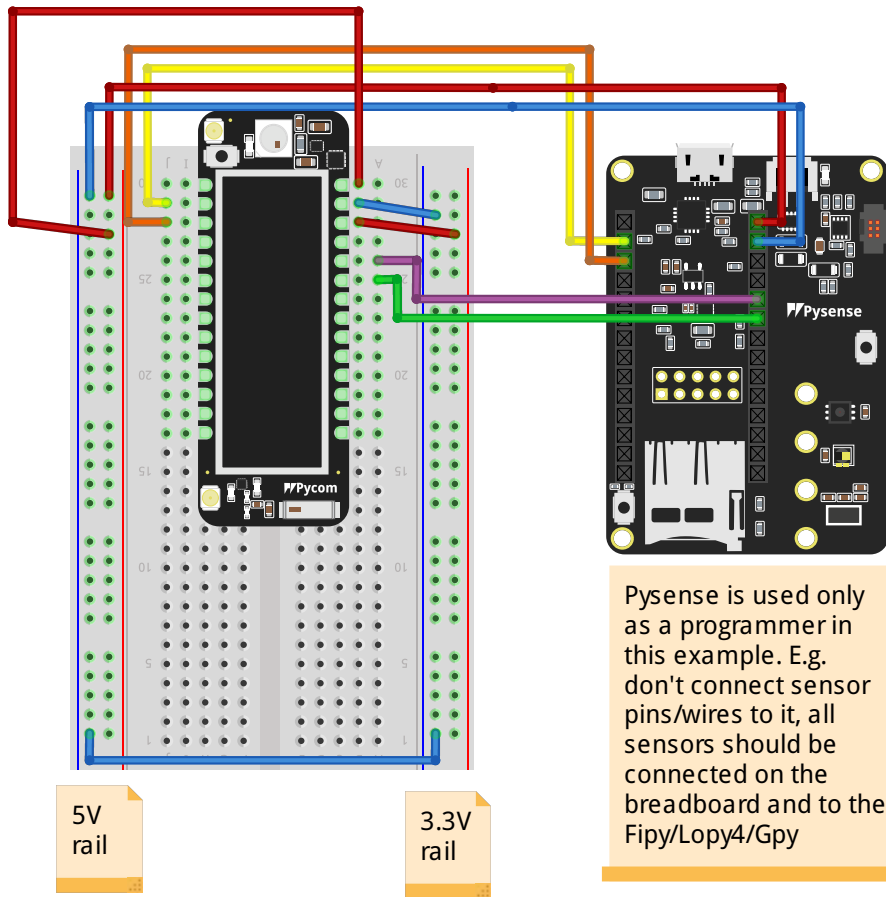 J
I
A
30
30
25
25
20
20
15
15
10
10
5
5
1
1
Pycom
Pysense
Pysense is used only
as a programmer in
this example. E.g.
don't connect sensor
pins/wires to it, all
sensors should be
connected on the
breadboard and to the
Fipy/Lopy4/Gpy
5V
rail
3.3V
rail